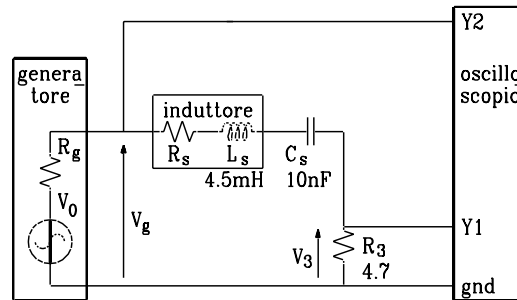 Y2
genera-
tore
oscillo
scopio
induttore
R_g
R_s
L_s
C_s
4.5mH
10nF
V_0
V_g
Y1
V_3
R_3
4.7
gnd